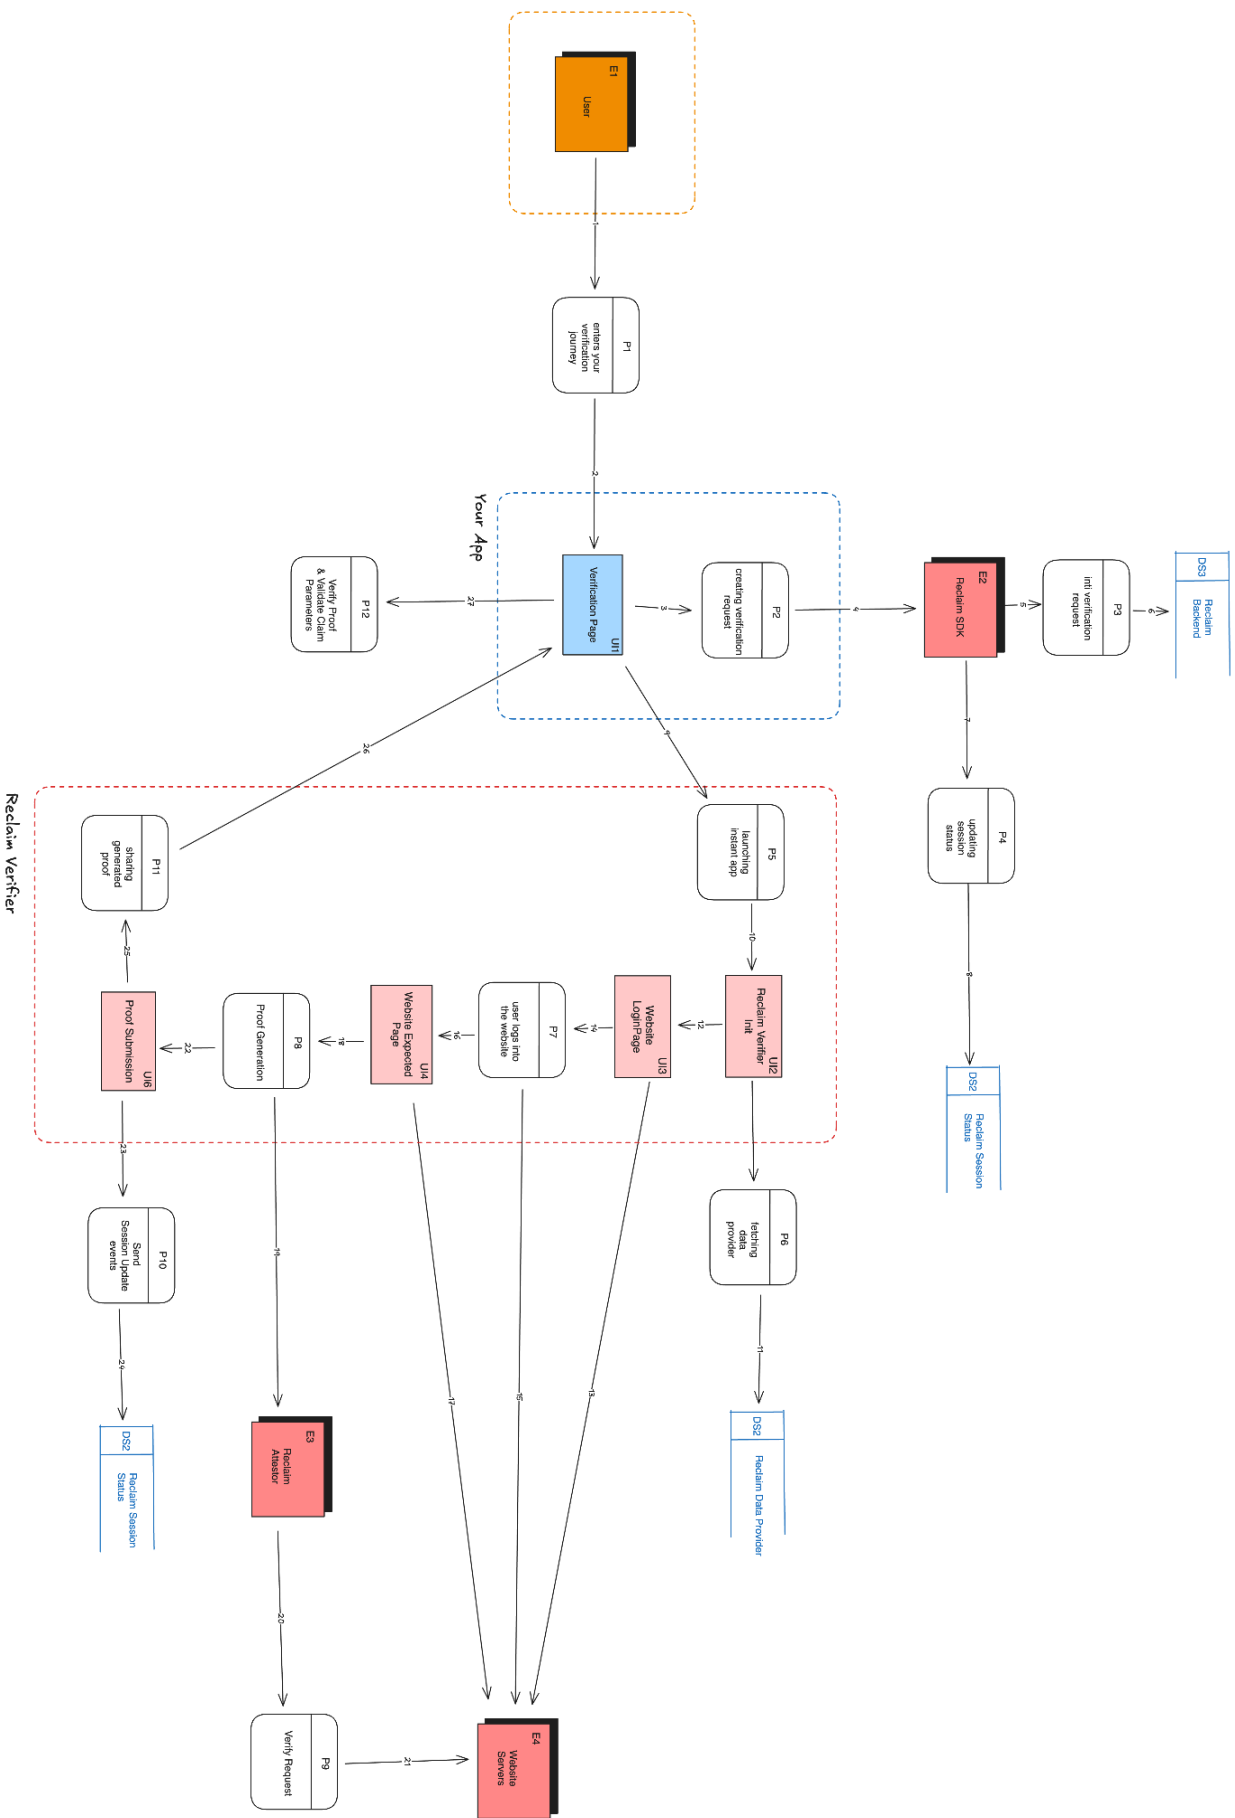 E1
User
1
P1
enters your
verification
journey
2
Your App
UI1
Verification Page
3
P2
creating verification
request
4
E2
Reclaim SDK
5
P3
inti verification
request
6
DS3
Reclaim
Backend
7
P4
updating
session
status
8
DS2
Reclaim Session
Status
9
Reclaim Verifier
P5
launching
instant app
10
UI2
Reclaim Verifier
Init
P6
fetching
data
provider
11
DS2
Reclaim Data Provider
12
UI3
Website
LoginPage
13
14
P7
user logs into
the website
15
16
UI4
Website Expected
Page
17
18
P8
Proof Generation
19
E3
Reclaim
Attestor
20
P9
Verify Request
21
E4
Website
Servers
22
UI6
Proof Submission
23
P10
Send
Session Update
events
24
DS2
Reclaim Session
Status
25
P11
sharing
generated
proof
26
27
P12
Verify Proof
& Validate Claim
Parameters